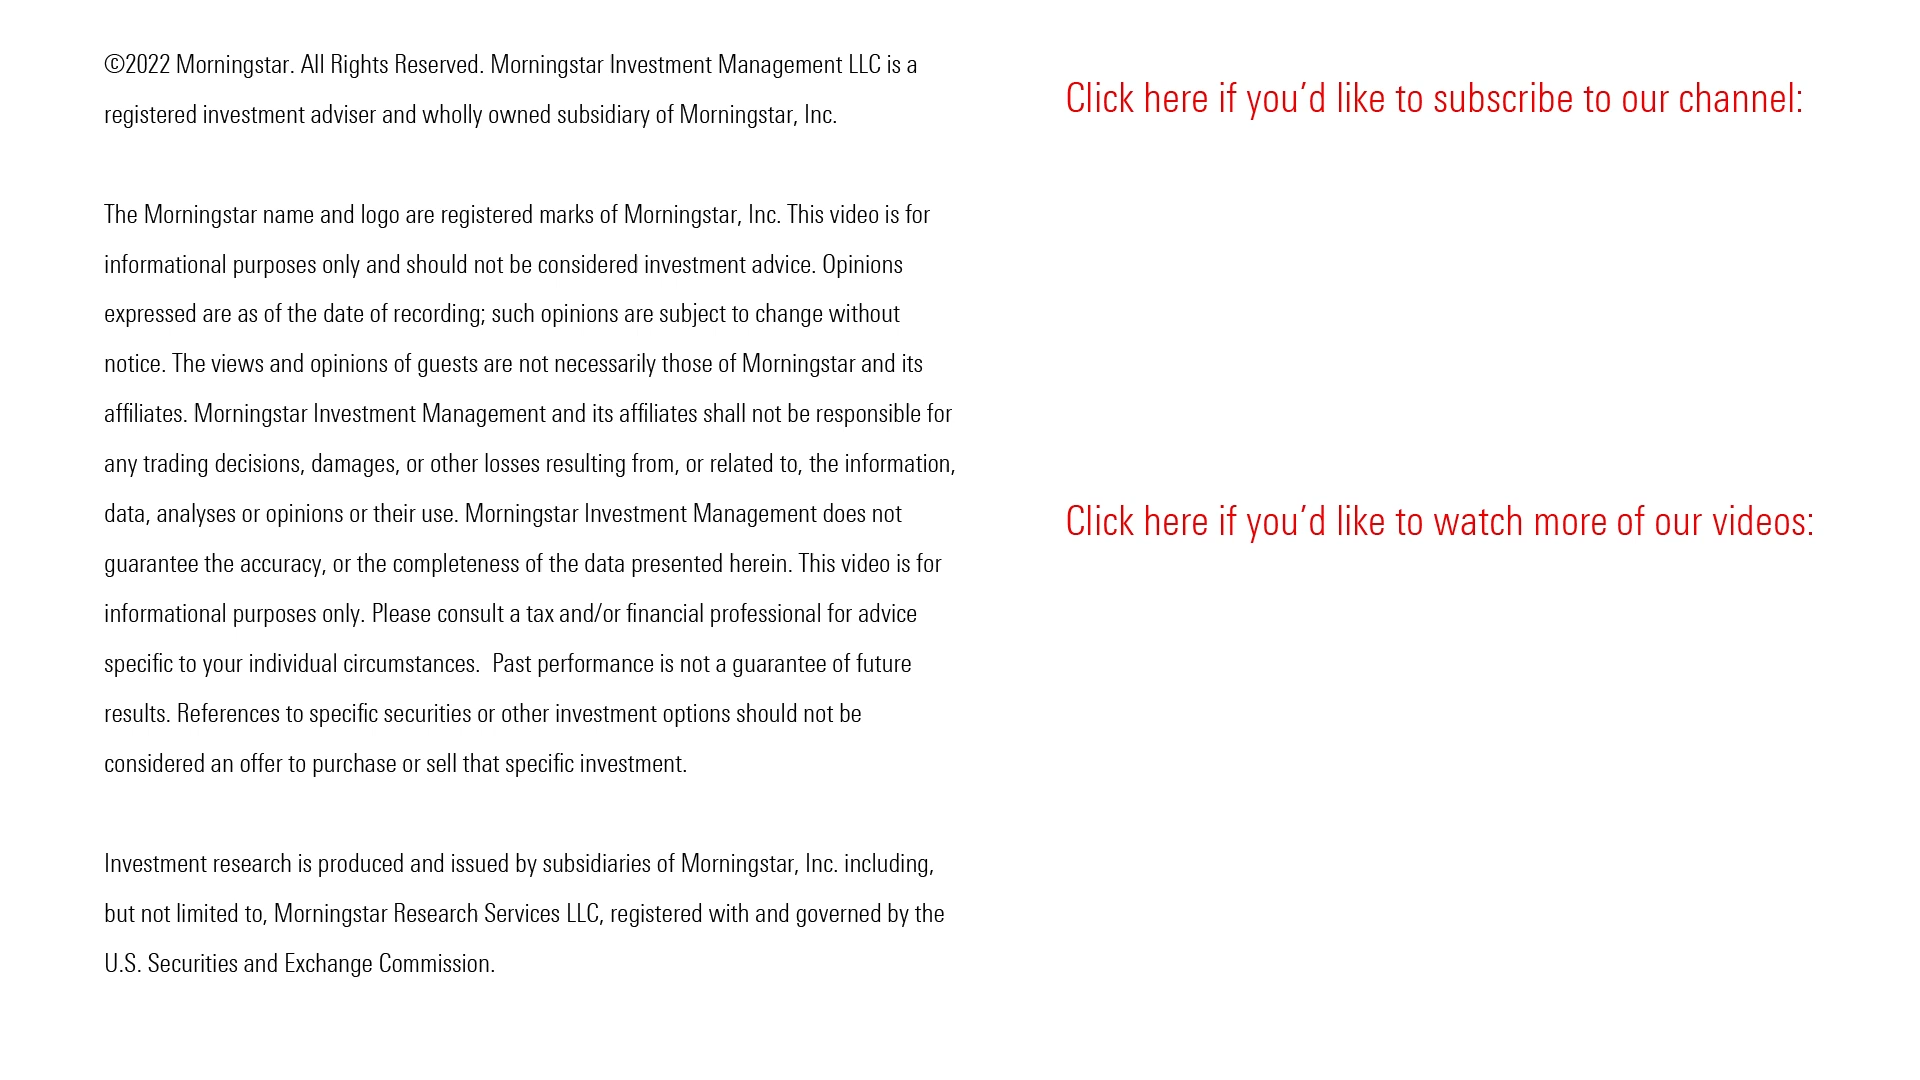 ©2022 Morningstar. All Rights Reserved. Morningstar Investment Management LLC is a
registered investment adviser and wholly owned subsidiary of Morningstar, Inc.
The Morningstar name and logo are registered marks of Morningstar, Inc. This video is for
informational purposes only and should not be considered investment advice. Opinions
expressed are as of the date of recording; such opinions are subject to change without
notice. The views and opinions of guests are not necessarily those of Morningstar and its
affiliates. Morningstar Investment Management and its affiliates shall not be responsible for
any trading decisions, damages, or other losses resulting from, or related to, the information,
data, analyses or opinions or their use. Morningstar Investment Management does not
guarantee the accuracy, or the completeness of the data presented herein. This video is for
informational purposes only. Please consult a tax and/or financial professional for advice
specific to your individual circumstances.  Past performance is not a guarantee of future
results. References to specific securities or other investment options should not be
considered an offer to purchase or sell that specific investment.
Investment research is produced and issued by subsidiaries of Morningstar, Inc. including,
but not limited to, Morningstar Research Services LLC, registered with and governed by the
U.S. Securities and Exchange Commission.
Click here if you’d like to subscribe to our channel:
Click here if you’d like to watch more of our videos: